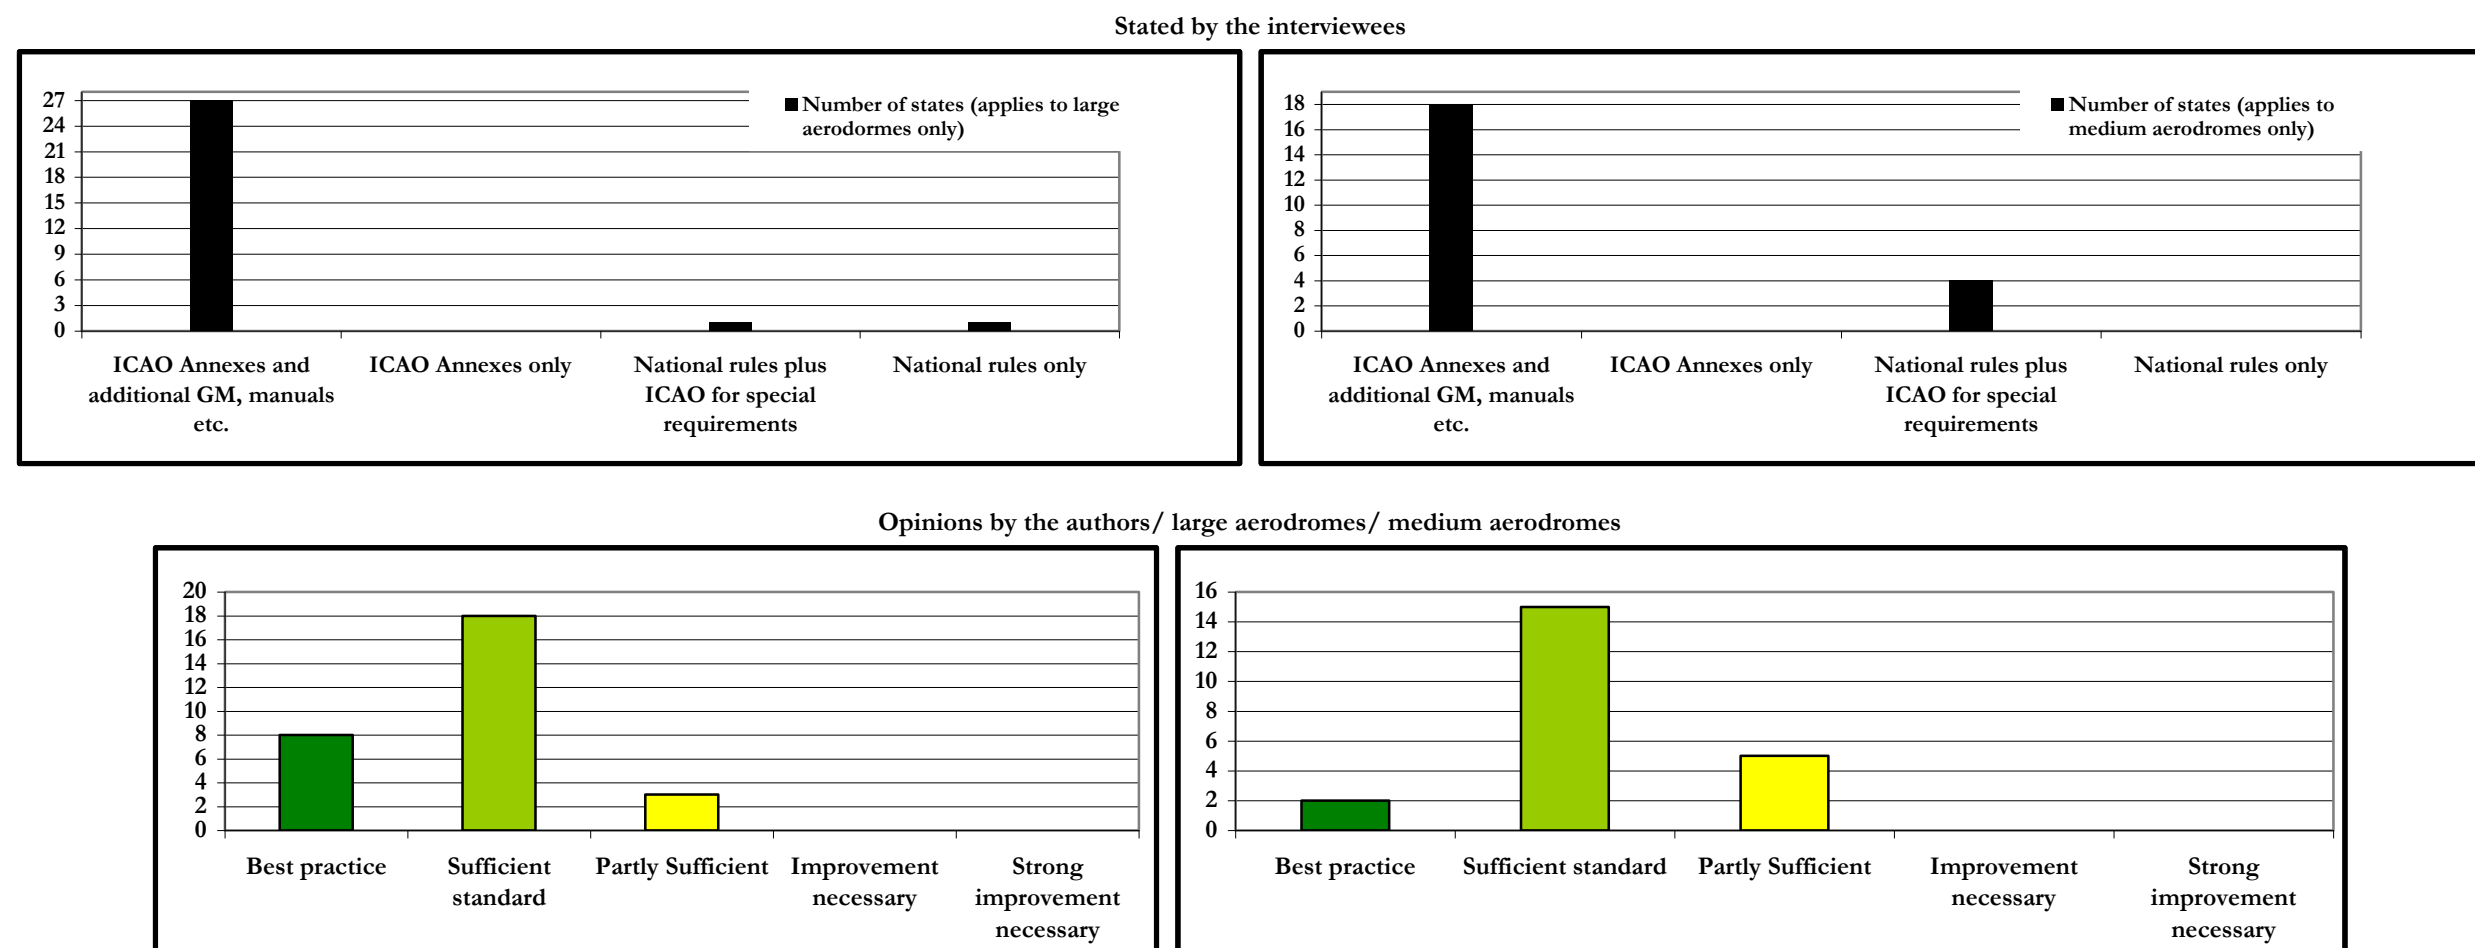 Stated by the interviewees
27
24
21
18
15
12
9
6
3
0
Number of states (applies to large
aerodormes only)
ICAO Annexes and
additional GM, manuals
etc.
ICAO Annexes only
National rules plus
ICAO for special
requirements
National rules only
18
16
14
12
10
8
6
4
2
0
Number of states (applies to
medium aerodromes only)
ICAO Annexes and
additional GM, manuals
etc.
ICAO Annexes only
National rules plus
ICAO for special
requirements
National rules only
Opinions by the authors/ large aerodromes/ medium aerodromes
20
18
16
14
12
10
8
6
4
2
0
Best practice
Sufficient
standard
Partly Sufficient
Improvement
necessary
Strong
improvement
necessary
16
14
12
10
8
6
4
2
0
Best practice
Sufficient standard
Partly Sufficient
Improvement
necessary
Strong
improvement
necessary